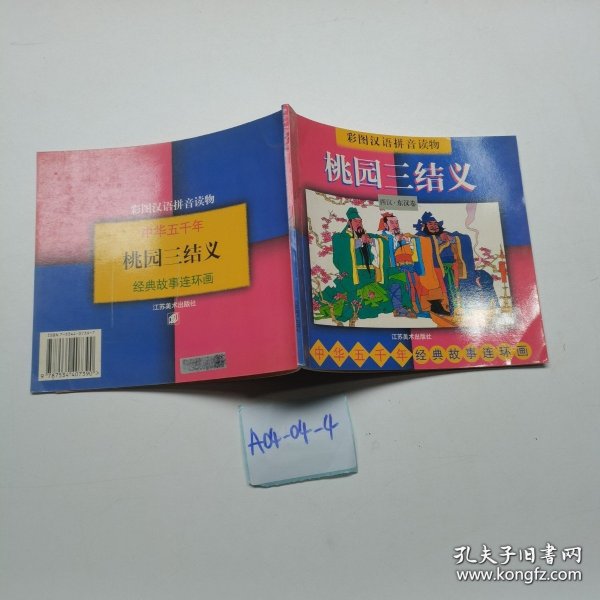 彩图汉语拼音读物
中华五千年
桃园三结义
经典故事连环画
江苏美术出版社
彩图汉语拼音读物
桃园三结义
西汉·东汉卷
江苏美术出版社
中华五千年经典故事连环画
A04-04-4
孔夫子旧书网
www.kongfz.com